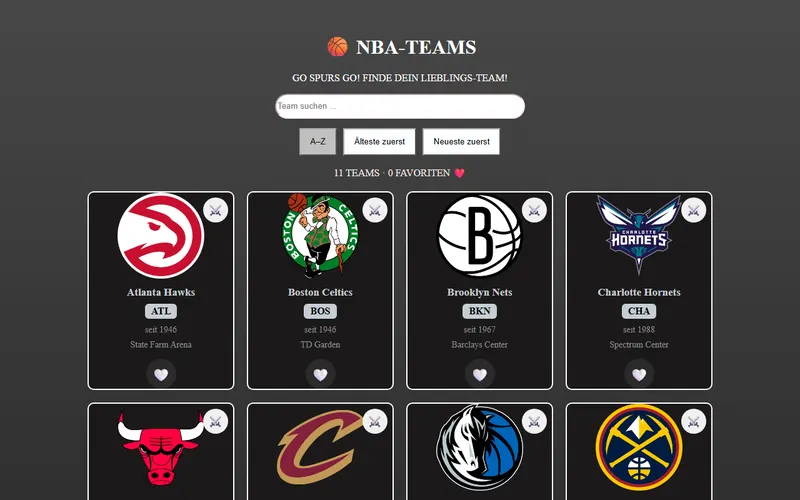 🏀 NBA-TEAMS
GO SPURS GO! FINDE DEIN LIEBLINGS-TEAM!
Team suchen ...
A–Z Älteste zuerst Neueste zuerst
11 TEAMS · 0 FAVORITEN 💗
BOSTON CELTICS
B
CHARLOTTE
HORNETS
Atlanta Hawks Boston Celtics Brooklyn Nets Charlotte Hornets
ATL BOS BKN CHA
seit 1946 seit 1946 seit 1967 seit 1988
State Farm Arena TD Garden Barclays Center Spectrum Center
C